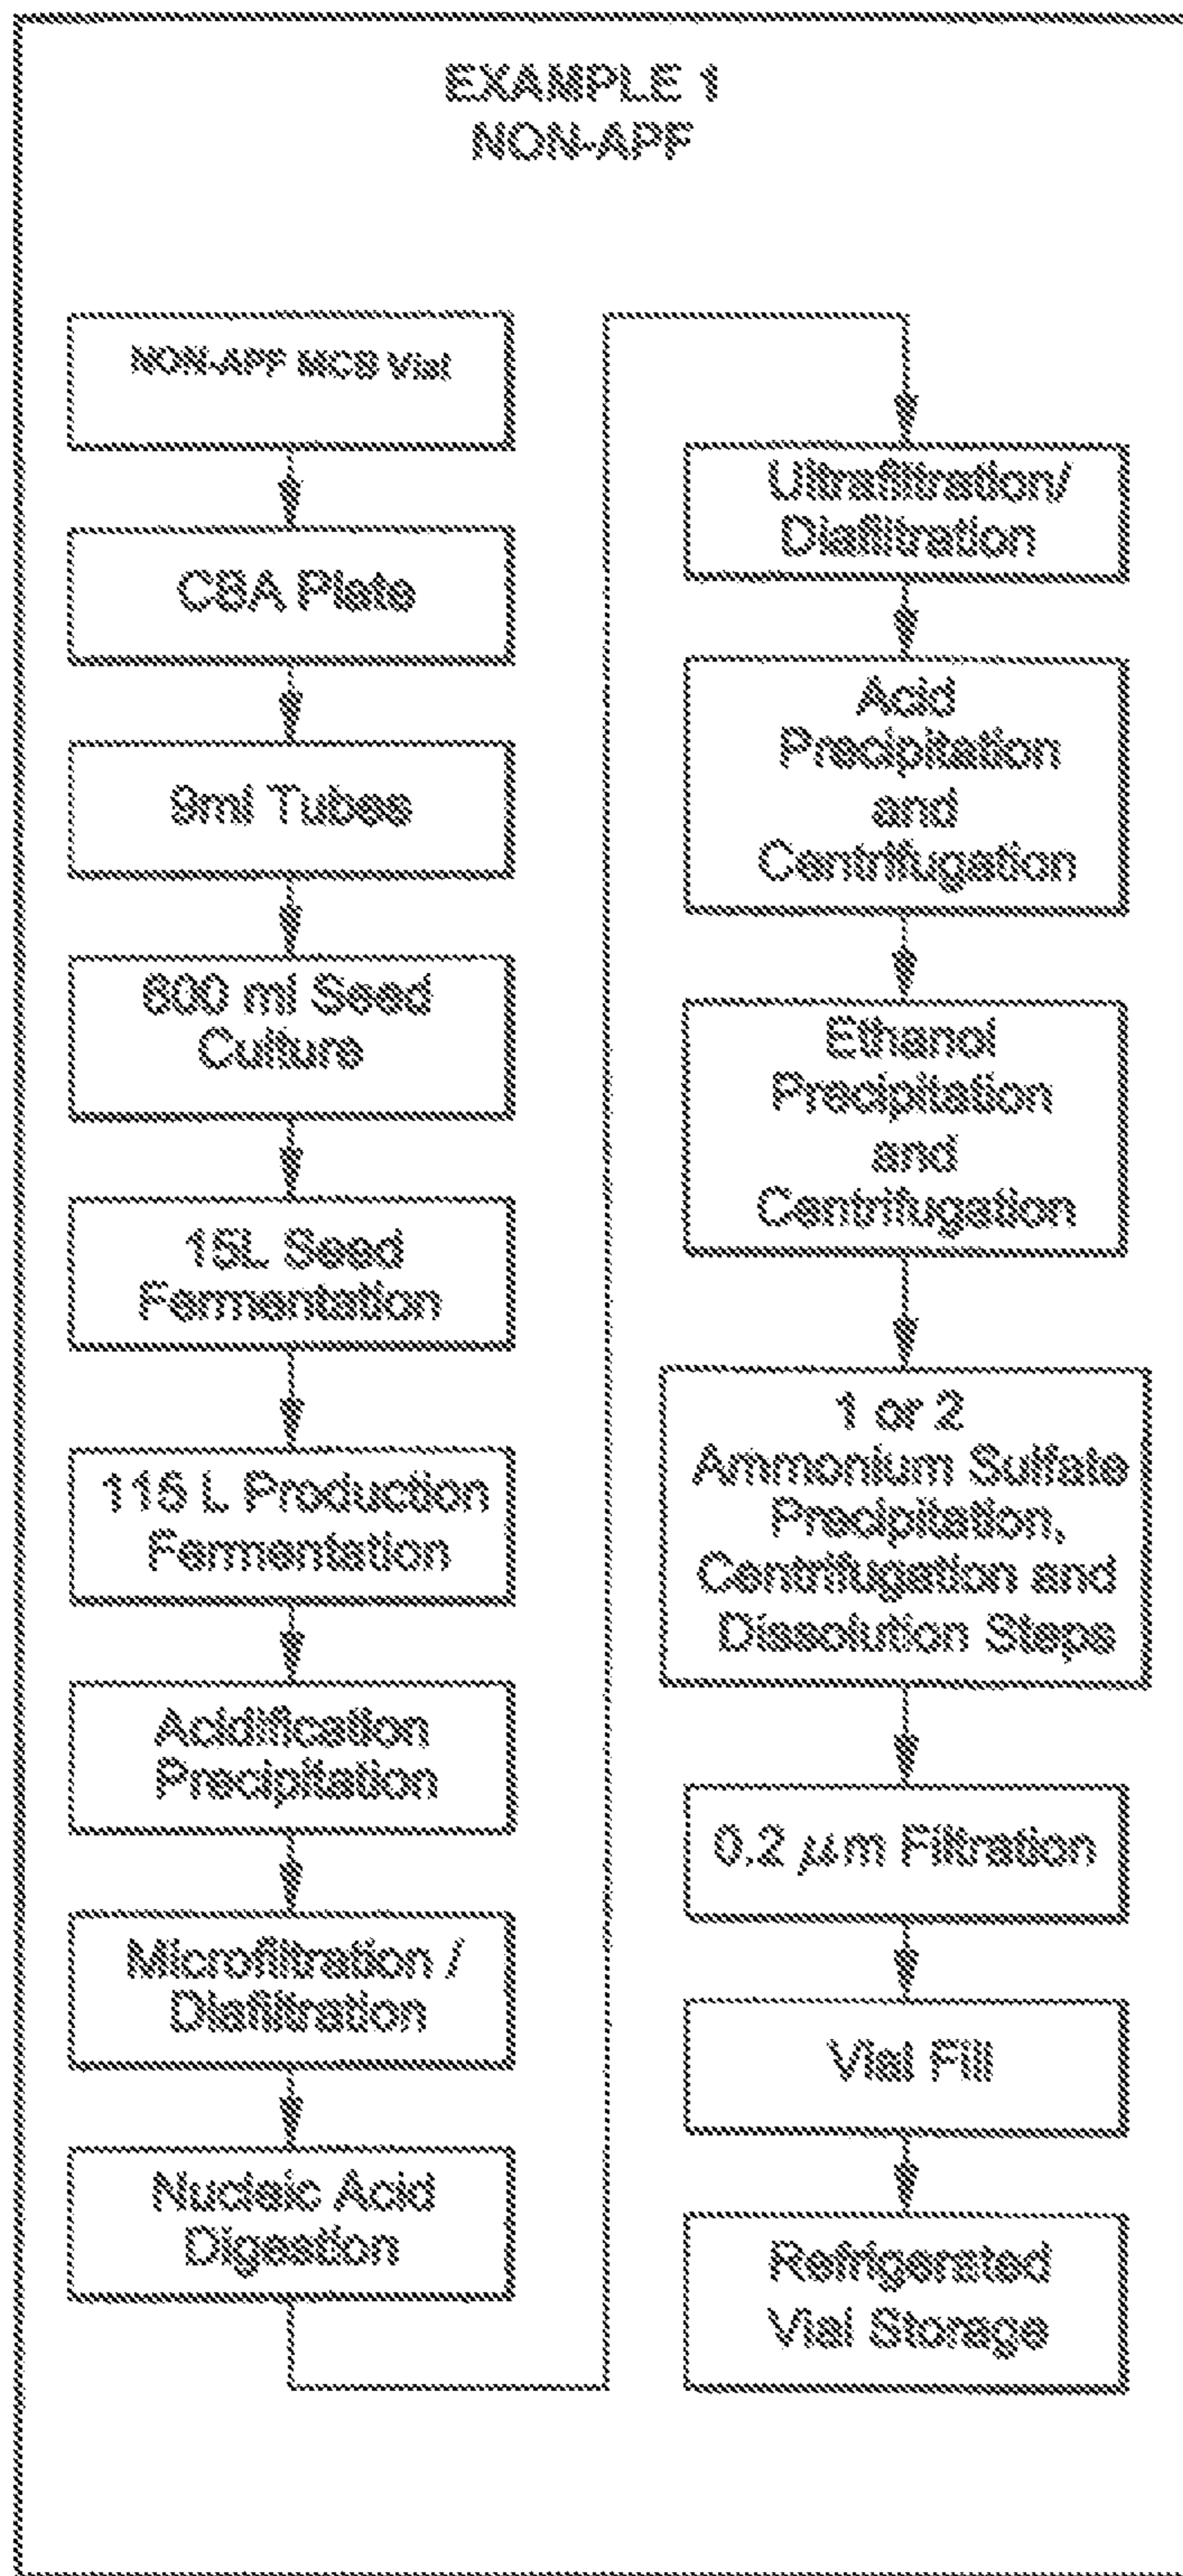 EXAMPLE 1
NON-APF
NON-APF MCB Vial
CBA Plate
9ml Tubes
600 ml Seed
Culture
15L Seed
Fermentation
115 L Production
Fermentation
Acidification
Precipitation
Microfiltration /
Diafiltration
Nucleic Acid
Digestion
Ultrafiltration/
Diafiltration
Acid
Precipitation
and
Centrifugation
Ethanol
Precipitation
and
Centrifugation
1 or 2
Ammonium Sulfate
Precipitation,
Centrifugation and
Dissolution Steps
0.2 μm Filtration
Vial Fill
Refrigerated
Vial Storage